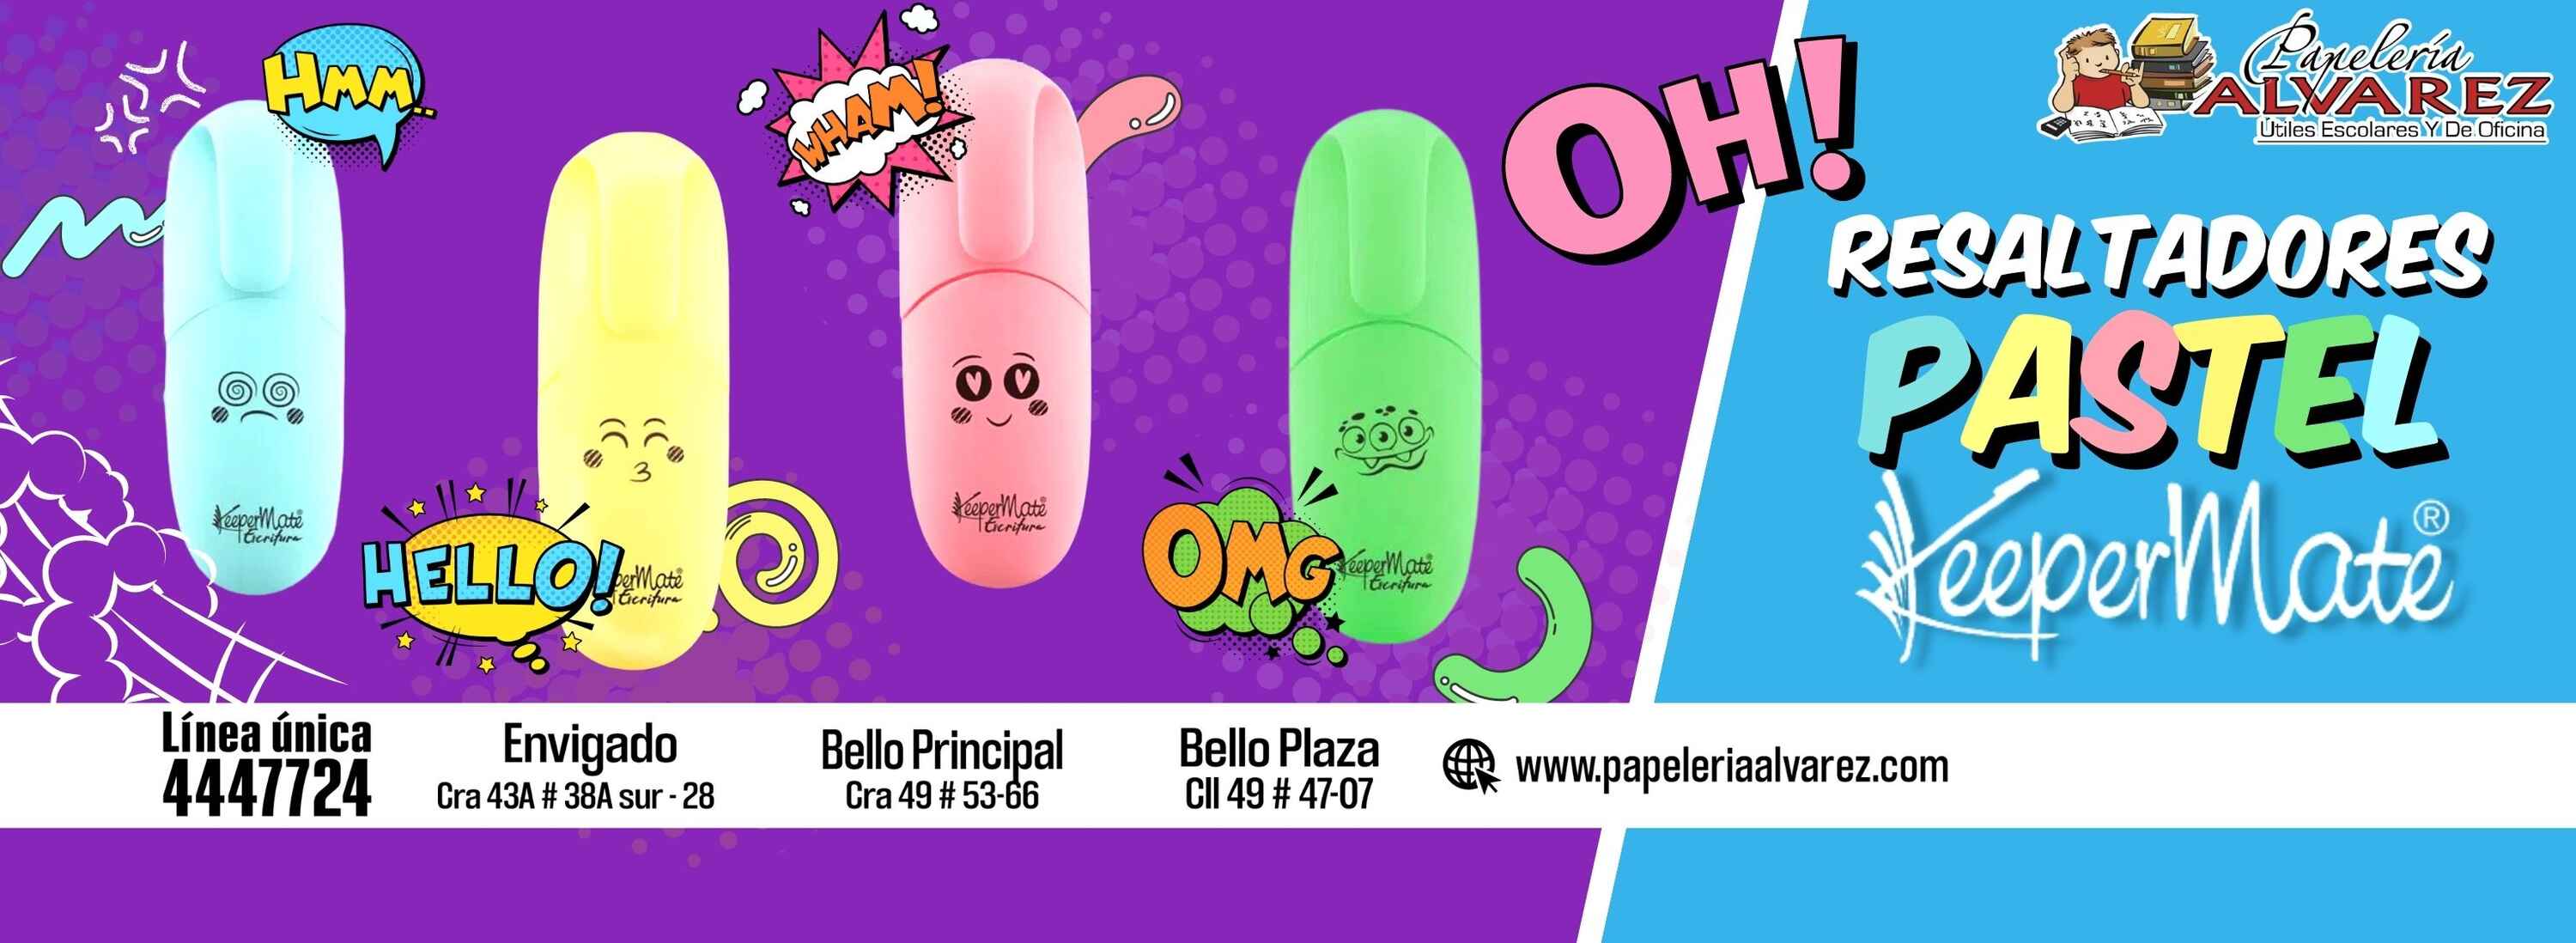 HMM..
WHAM!
OH!
Papelería
ALVAREZ
Útiles Escolares Y De Oficina
RESALTADORES
PASTEL
KeeperMate®
KeeperMate®
Escritura
HELLO!
perMate®
Escritura
KeeperMate®
Escritura
OMG
KeeperMate®
Escritura
Línea única
4447724
Envigado
Cra 43A # 38A sur - 28
Bello Principal
Cra 49 # 53-66
Bello Plaza
Cll 49 # 47-07
www.papeleriaalvarez.com